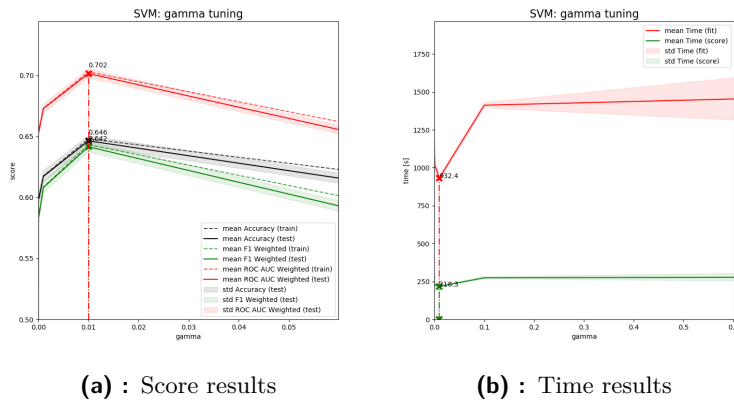 SVM: gamma tuning
0.70
0.65
0.60
0.55
0.50
score
0.702
0.646
0.642
mean Accuracy (train)
mean Accuracy (test)
mean F1 Weighted (train)
mean F1 Weighted (test)
mean ROC AUC Weighted (train)
mean ROC AUC Weighted (test)
std Accuracy (test)
std F1 Weighted (test)
std ROC AUC Weighted (test)
0.00 0.01 0.02 0.03 0.04 0.05
gamma
(a) : Score results
SVM: gamma tuning
1750
1500
1250
1000
750
500
250
0
time [s]
mean Time (fit)
mean Time (score)
std Time (fit)
std Time (score)
932.4
218.3
0.0 0.1 0.2 0.3 0.4 0.5 0.6
gamma
(b) : Time results